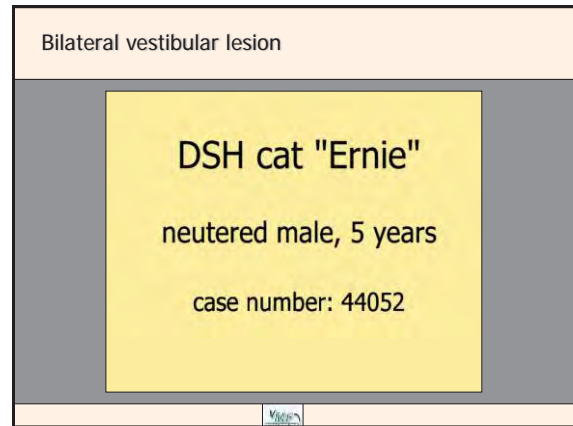 Bilateral vestibular lesion
DSH cat "Ernie"
neutered male, 5 years
case number: 44052